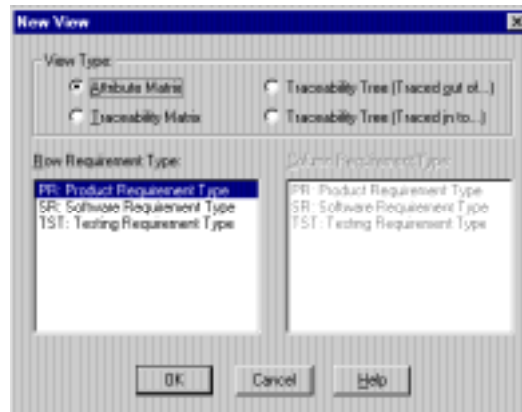 New View
View Type:
Attribute Matrix
Traceability Tree (Traced out of...)
Traceability Matrix
Traceability Tree (Traced in to...)
Row Requirement Type:
Column Requirement Type:
PR: Product Requirement Type
SR: Software Requirement Type
TST: Testing Requirement Type
PR: Product Requirement Type
SR: Software Requirement Type
TST: Testing Requirement Type
OK
Cancel
Help